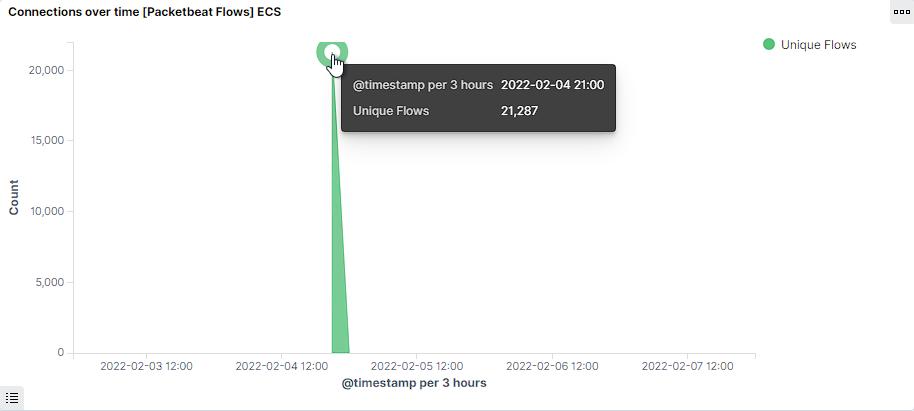 Connections over time [Packetbeat Flows] ECS
Unique Flows
@timestamp per 3 hours 2022-02-04 21:00
Unique Flows 21,287
Count
20,000
15,000
10,000
5,000
0
2022-02-03 12:00 2022-02-04 12:00 2022-02-05 12:00 2022-02-06 12:00 2022-02-07 12:00
@timestamp per 3 hours